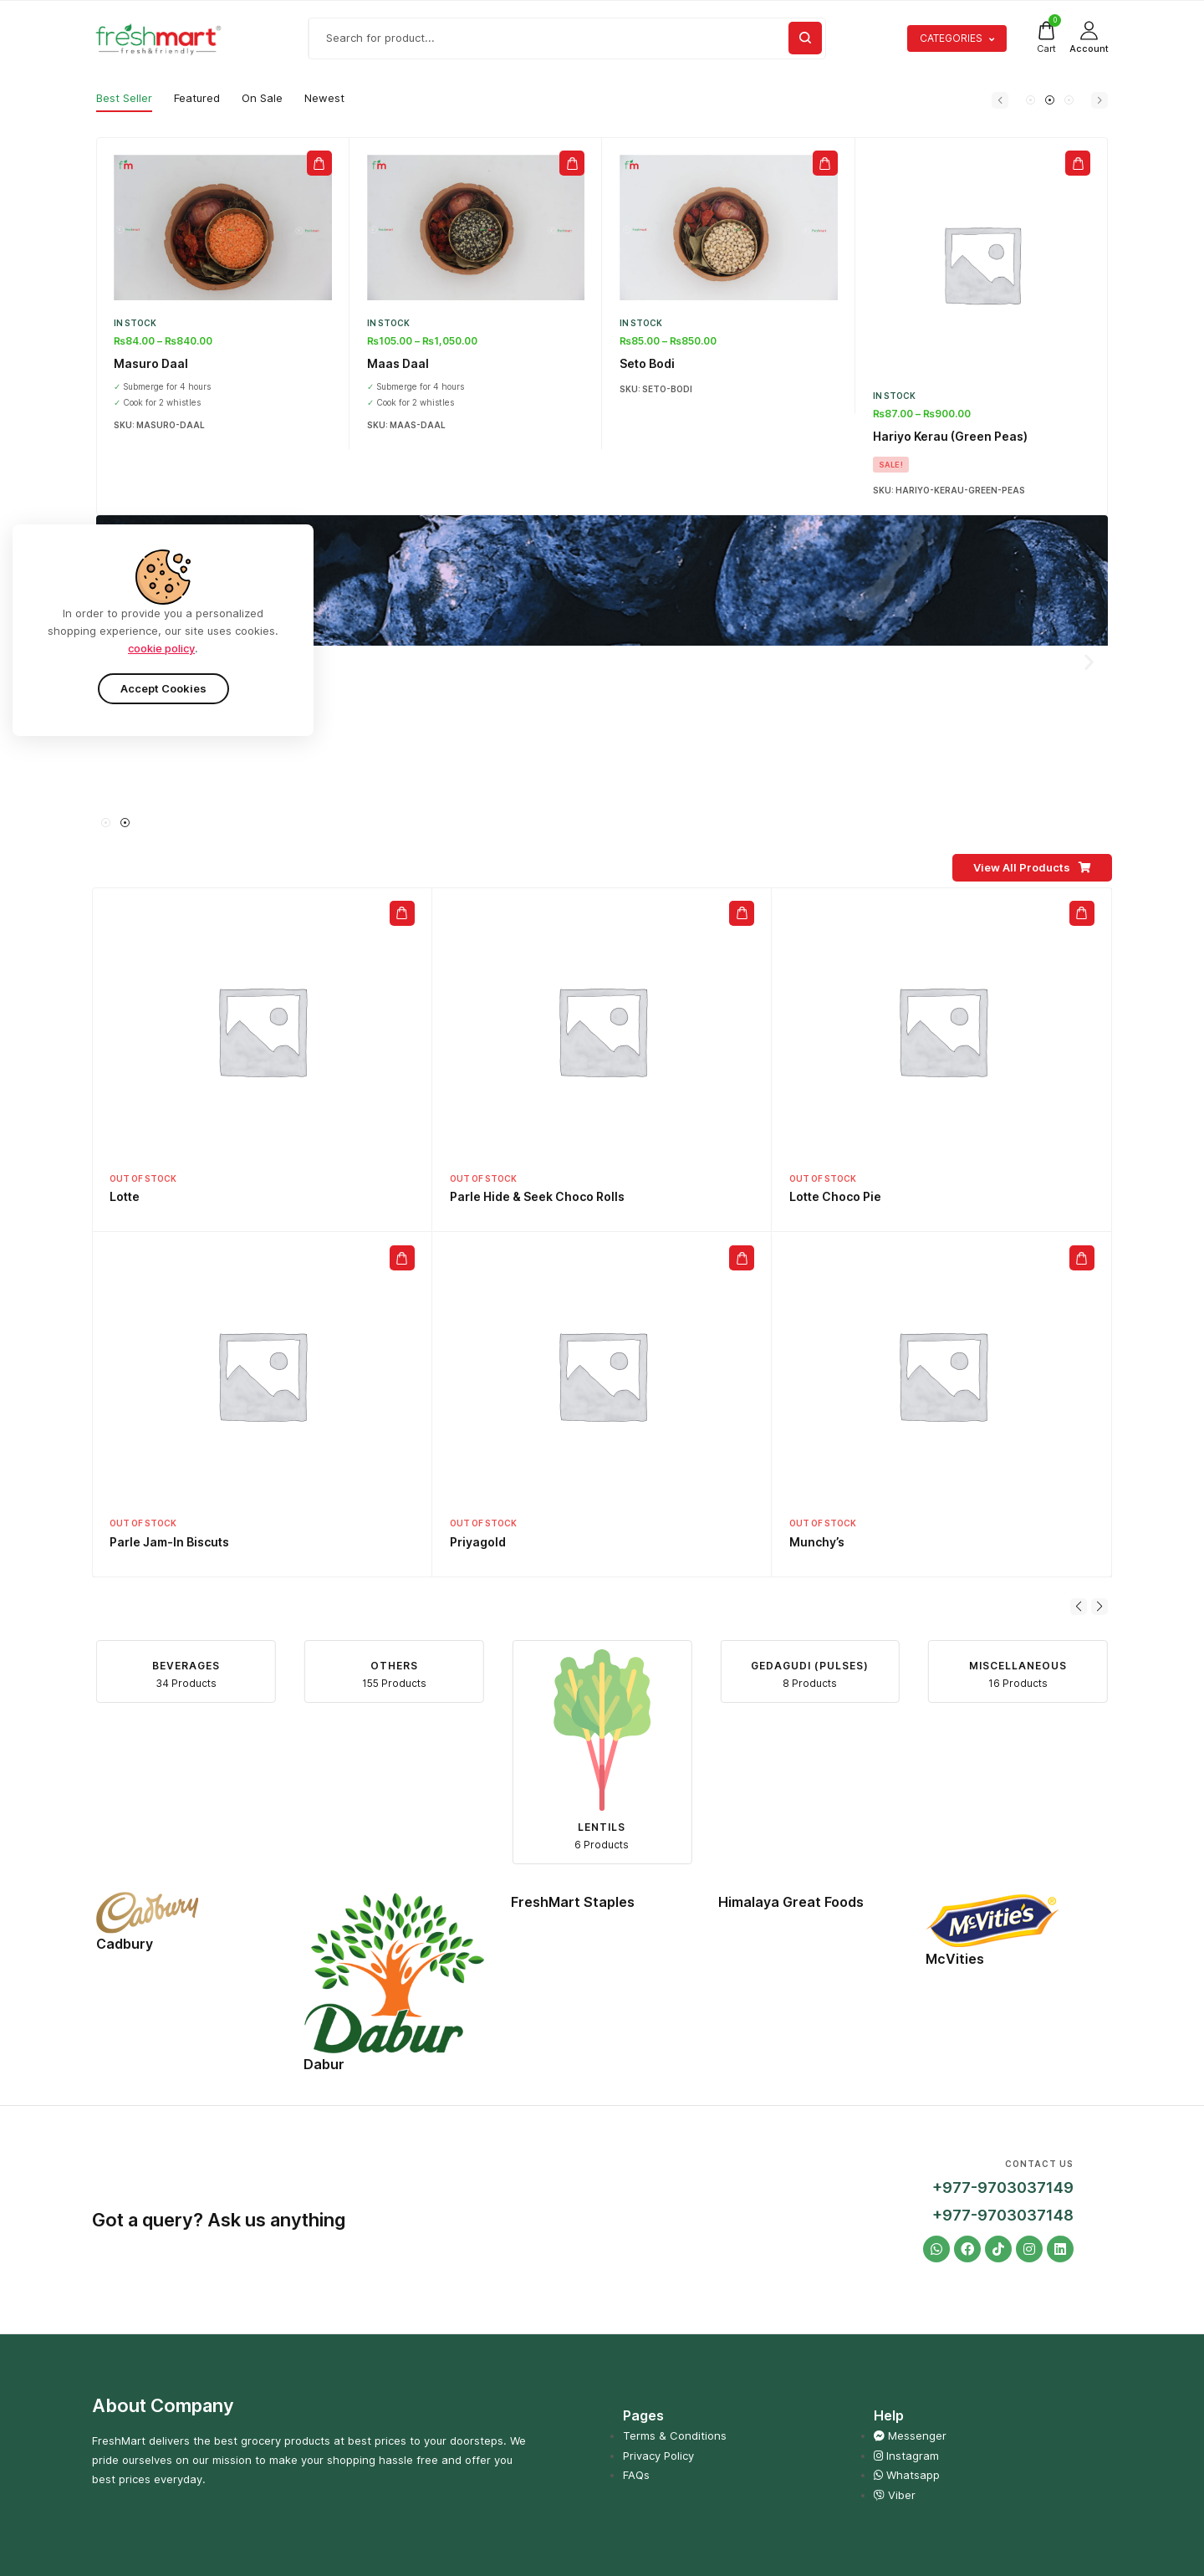 freshmart®
fresh&friendly
Search for product...
CATEGORIES
0
Cart
Account
Best Seller
Featured
On Sale
Newest
fm
fm
fm
IN STOCK
₨84.00 – ₨840.00
Masuro Daal
✓ Submerge for 4 hours
✓ Cook for 2 whistles
SKU: MASURO-DAAL
IN STOCK
₨105.00 – ₨1,050.00
Maas Daal
✓ Submerge for 4 hours
✓ Cook for 2 whistles
SKU: MAAS-DAAL
IN STOCK
₨85.00 – ₨850.00
Seto Bodi
SKU: SETO-BODI
IN STOCK
₨87.00 – ₨900.00
Hariyo Kerau (Green Peas)
SALE!
SKU: HARIYO-KERAU-GREEN-PEAS
In order to provide you a personalized
shopping experience, our site uses cookies.
cookie policy.
Accept Cookies
View All Products
OUT OF STOCK
Lotte
OUT OF STOCK
Parle Hide & Seek Choco Rolls
OUT OF STOCK
Lotte Choco Pie
OUT OF STOCK
Parle Jam-In Biscuts
OUT OF STOCK
Priyagold
OUT OF STOCK
Munchy’s
BEVERAGES
34 Products
OTHERS
155 Products
LENTILS
6 Products
GEDAGUDI (PULSES)
8 Products
MISCELLANEOUS
16 Products
Cadbury
Cadbury
Dabur
Dabur
FreshMart Staples
Himalaya Great Foods
McVitie's®
McVities
Got a query? Ask us anything
CONTACT US
+977-9703037149
+977-9703037148
About Company
FreshMart delivers the best grocery products at best prices to your doorsteps. We
pride ourselves on our mission to make your shopping hassle free and offer you
best prices everyday.
Pages
Terms & Conditions
Privacy Policy
FAQs
Help
Messenger
Instagram
Whatsapp
Viber